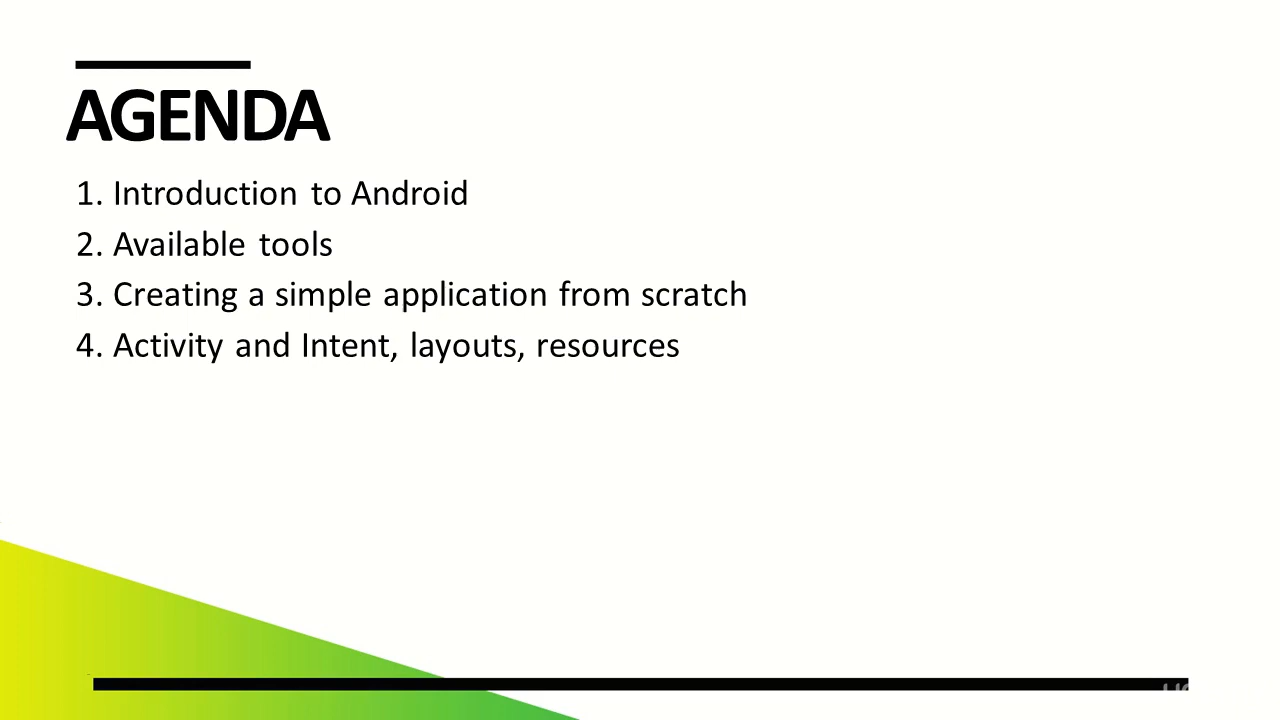 AGENDA
1. Introduction to Android
2. Available tools
3. Creating a simple application from scratch
4. Activity and Intent, layouts, resources